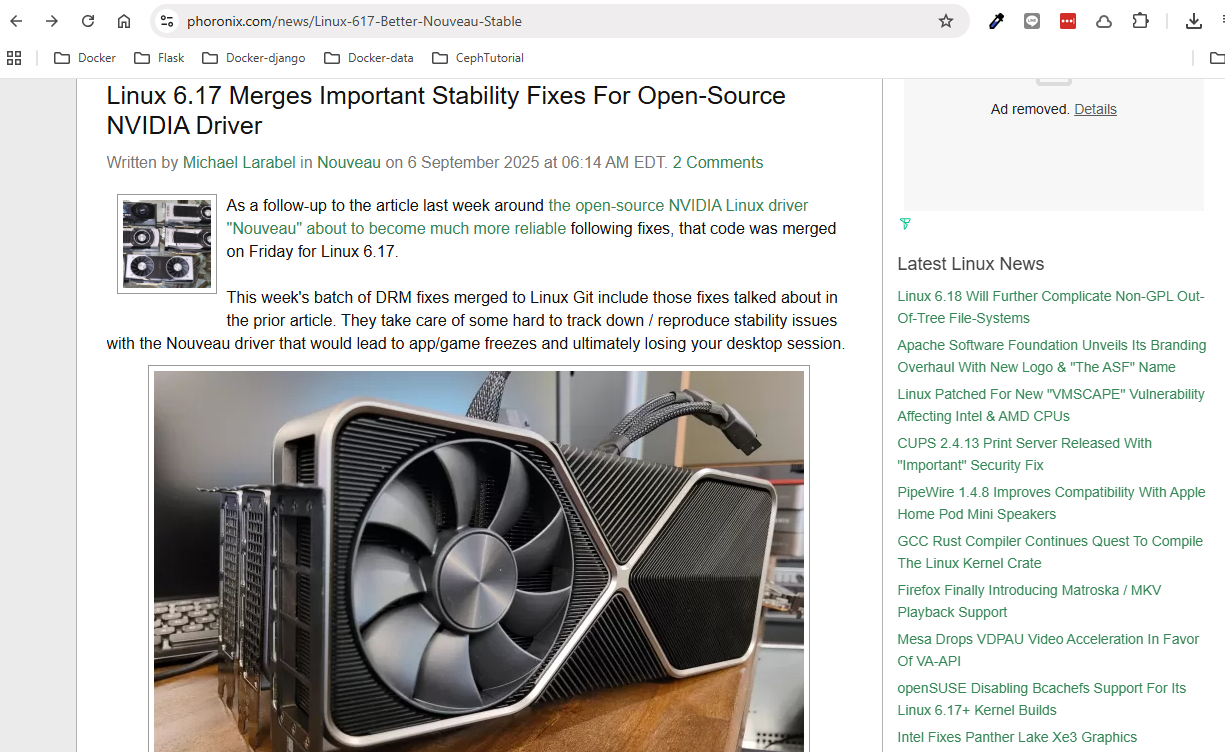 phoronix.com/news/Linux-617-Better-Nouveau-Stable
Docker
Flask
Docker-django
Docker-data
CephTutorial
Linux 6.17 Merges Important Stability Fixes For Open-Source
NVIDIA Driver
Written by Michael Larabel in Nouveau on 6 September 2025 at 06:14 AM EDT. 2 Comments
As a follow-up to the article last week around the open-source NVIDIA Linux driver
"Nouveau" about to become much more reliable following fixes, that code was merged
on Friday for Linux 6.17.
This week's batch of DRM fixes merged to Linux Git include those fixes talked about in
the prior article. They take care of some hard to track down / reproduce stability issues
with the Nouveau driver that would lead to app/game freezes and ultimately losing your desktop session.
Ad removed. Details
Latest Linux News
Linux 6.18 Will Further Complicate Non-GPL Out-
Of-Tree File-Systems
Apache Software Foundation Unveils Its Branding
Overhaul With New Logo & "The ASF" Name
Linux Patched For New "VMSCAPE" Vulnerability
Affecting Intel & AMD CPUs
CUPS 2.4.13 Print Server Released With
"Important" Security Fix
PipeWire 1.4.8 Improves Compatibility With Apple
Home Pod Mini Speakers
GCC Rust Compiler Continues Quest To Compile
The Linux Kernel Crate
Firefox Finally Introducing Matroska / MKV
Playback Support
Mesa Drops VDPAU Video Acceleration In Favor
Of VA-API
openSUSE Disabling Bcachefs Support For Its
Linux 6.17+ Kernel Builds
Intel Fixes Panther Lake Xe3 Graphics